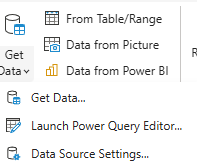 From Table/Range
Data from Picture
Get
Data
Data from Power BI
Get Data...
Launch Power Query Editor...
Data Source Settings...